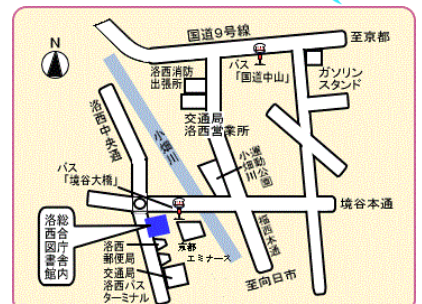 国道9号線
至京都
N
バス
「国道中山」
洛西消防
出張所
ガソリン
スタンド
交通局
洛西営業所
洛西中央通
小畑川
小畑川
運動公園
バス
「境谷大橋」
境谷本通
福西本通
洛西
総合庁舎内
洛西図書館
京都
エミナース
洛西
郵便局
交通局
洛西バス
ターミナル
至向日市